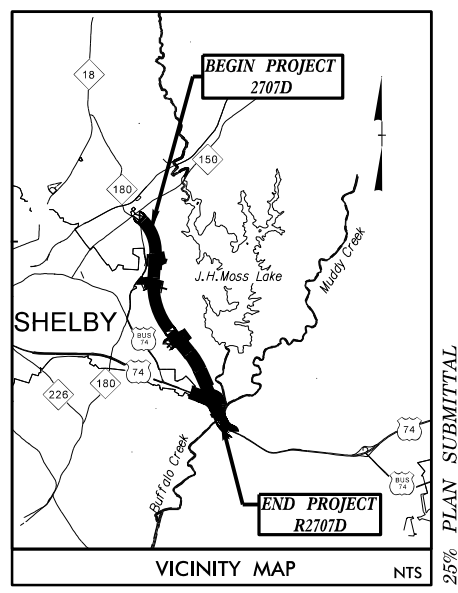 18
BEGIN PROJECT
2707D
150
180
J.H.Moss Lake
Muddy Creek
SHELBY
BUS
74
74
180
226
74
BUS
74
Buffalo Creek
END PROJECT
R2707D
VICINITY MAP
NTS
25% PLAN SUBMITTAL